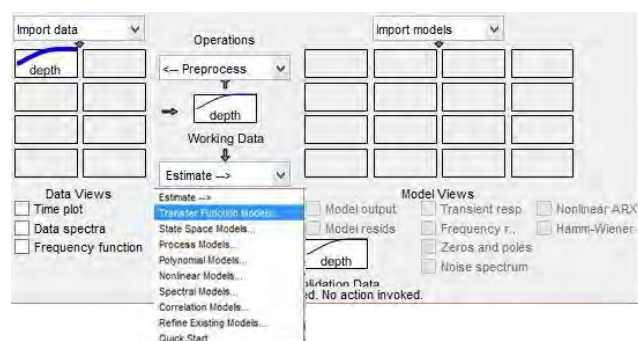 Import data
Operations
Import models
depth
<-- Preprocess
depth
Working Data
Estimate -->
Data Views
Time plot
Data spectra
Frequency function
Estimate -->
Transfer Function Models...
State Space Models...
Process Models...
Polynomial Models...
Nonlinear Models...
Spectral Models...
Correlation Models...
Refine Existing Models...
Quick Start
Model Views
Model output
Transient resp
Nonlinear ARX
Model resids
Frequency r..
Hamm-Wiener
Zeros and poles
Noise spectrum
depth
lidation Data
ed. No action invoked.